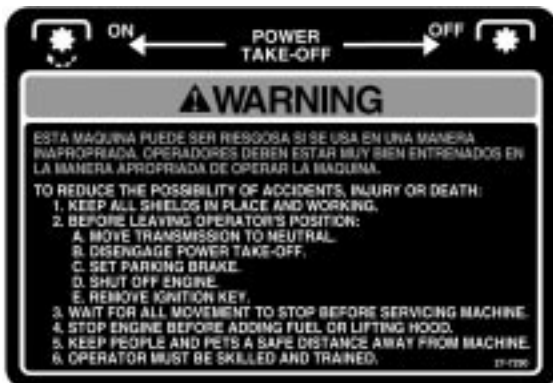 ON POWER TAKE-OFF OFF
WARNING
ESTA MAQUINA PUEDE SER RIESGOSA SI SE USA EN UNA MANERA
INAPROPRIADA. OPERADORES DEBEN ESTAR MUY BIEN ENTRENADOS EN
LA MANERA APROPRIADA DE OPERAR LA MAQUINA.
TO REDUCE THE POSSIBILITY OF ACCIDENTS, INJURY OR DEATH:
1. KEEP ALL SHIELDS IN PLACE AND WORKING.
2. BEFORE LEAVING OPERATOR'S POSITION:
A. MOVE TRANSMISSION TO NEUTRAL.
B. DISENGAGE POWER TAKE-OFF.
C. SET PARKING BRAKE.
D. SHUT OFF ENGINE.
E. REMOVE IGNITION KEY.
3. WAIT FOR ALL MOVEMENT TO STOP BEFORE SERVICING MACHINE.
4. STOP ENGINE BEFORE ADDING FUEL OR LIFTING HOOD.
5. KEEP PEOPLE AND PETS A SAFE DISTANCE AWAY FROM MACHINE.
6. OPERATOR MUST BE SKILLED AND TRAINED.